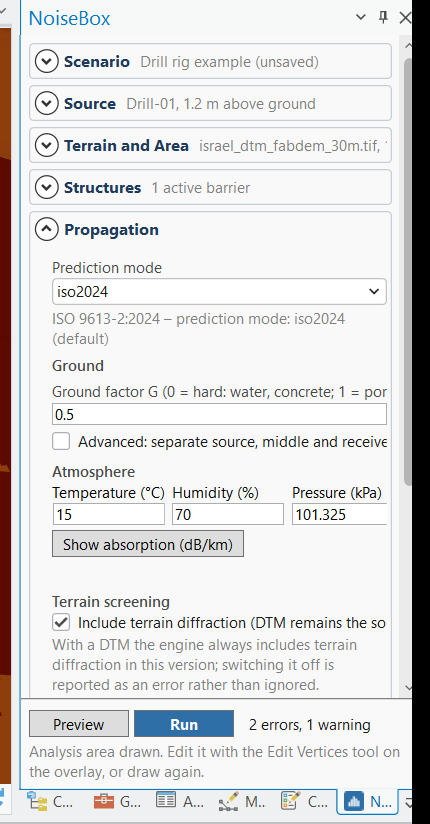 NoiseBox
Scenario Drill rig example (unsaved)
Source Drill-01, 1.2 m above ground
Terrain and Area israel_dtm_fabdem_30m.tif,
Structures 1 active barrier
Propagation
Prediction mode
iso2024
ISO 9613-2:2024 – prediction mode: iso2024
(default)
Ground
Ground factor G (0 = hard: water, concrete; 1 = por
0.5
Advanced: separate source, middle and receive
Atmosphere
Temperature (°C) Humidity (%) Pressure (kPa)
15 70 101.325
Show absorption (dB/km)
Terrain screening
Include terrain diffraction (DTM remains the so
With a DTM the engine always includes terrain
diffraction in this version; switching it off is
reported as an error rather than ignored.
Preview Run 2 errors, 1 warning
Analysis area drawn. Edit it with the Edit Vertices tool on
the overlay, or draw again.
C... G... A... M... C... N...